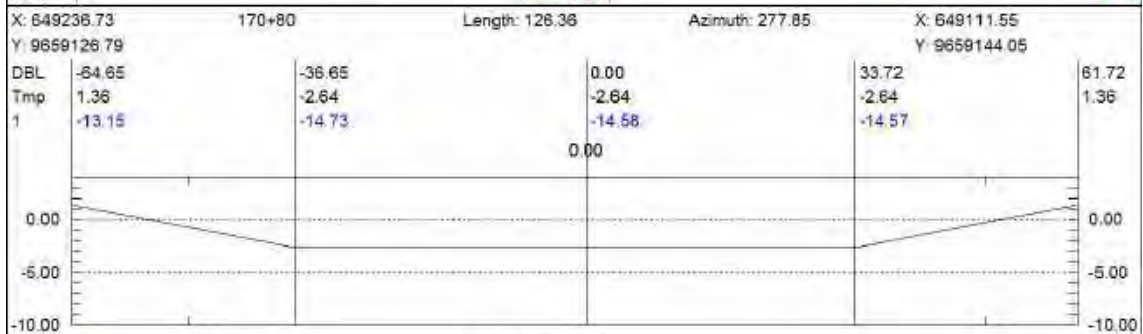 X: 649236.73 170+80 Length: 126.36 Azimuth: 277.85 X: 649111.55
Y: 9659126.79 Y: 9659144.05
DBL -64.65 -36.65 0.00 33.72 61.72
Tmp 1.36 -2.64 -2.64 -2.64 1.36
1 -13.15 -14.73 -14.58 -14.57
0.00
0.00 0.00
-5.00 -5.00
-10.00 -10.00